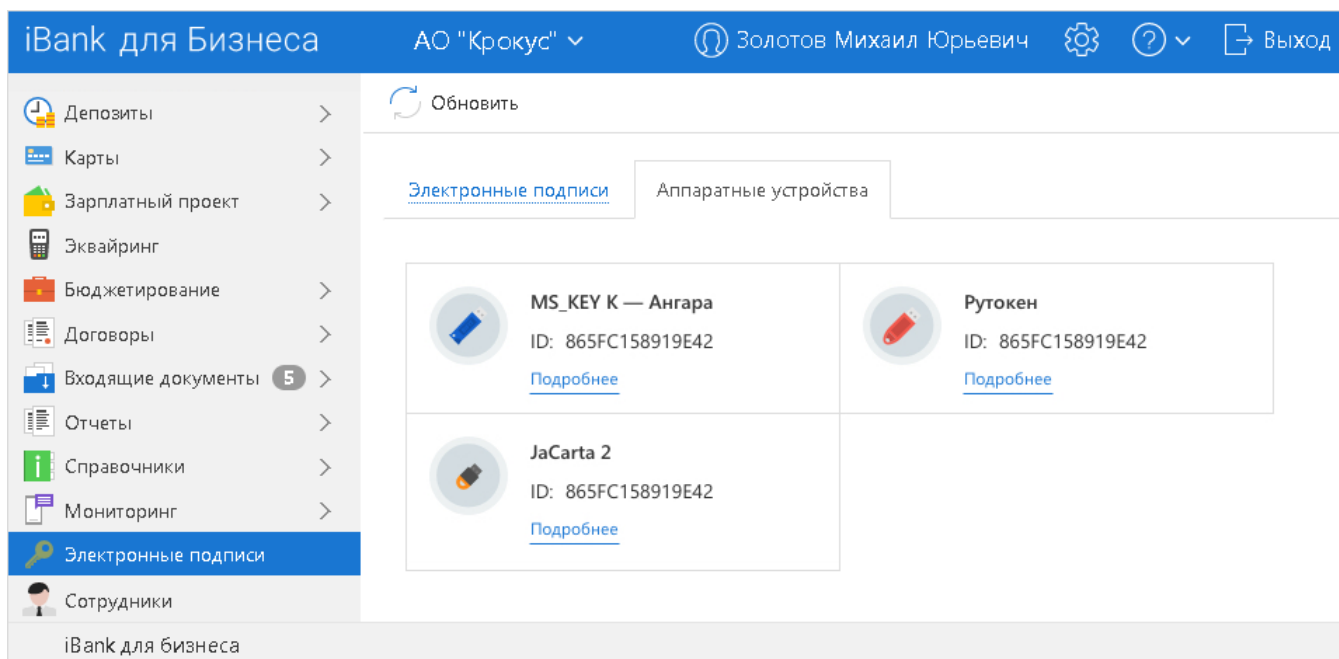 iBank для Бизнеса АО "Крокус" Золотов Михаил Юрьевич ? Выход
Обновить
Депозиты
Карты
Зарплатный проект
Эквайринг
Бюджетирование
Договоры
Входящие документы 5
Отчеты
Справочники
Мониторинг
Электронные подписи
Сотрудники
iBank для бизнеса
Электронные подписи Аппаратные устройства
MS_KEY K — Ангара
ID: 865FC158919E42
Подробнее
Рутокен
ID: 865FC158919E42
Подробнее
JaCarta 2
ID: 865FC158919E42
Подробнее